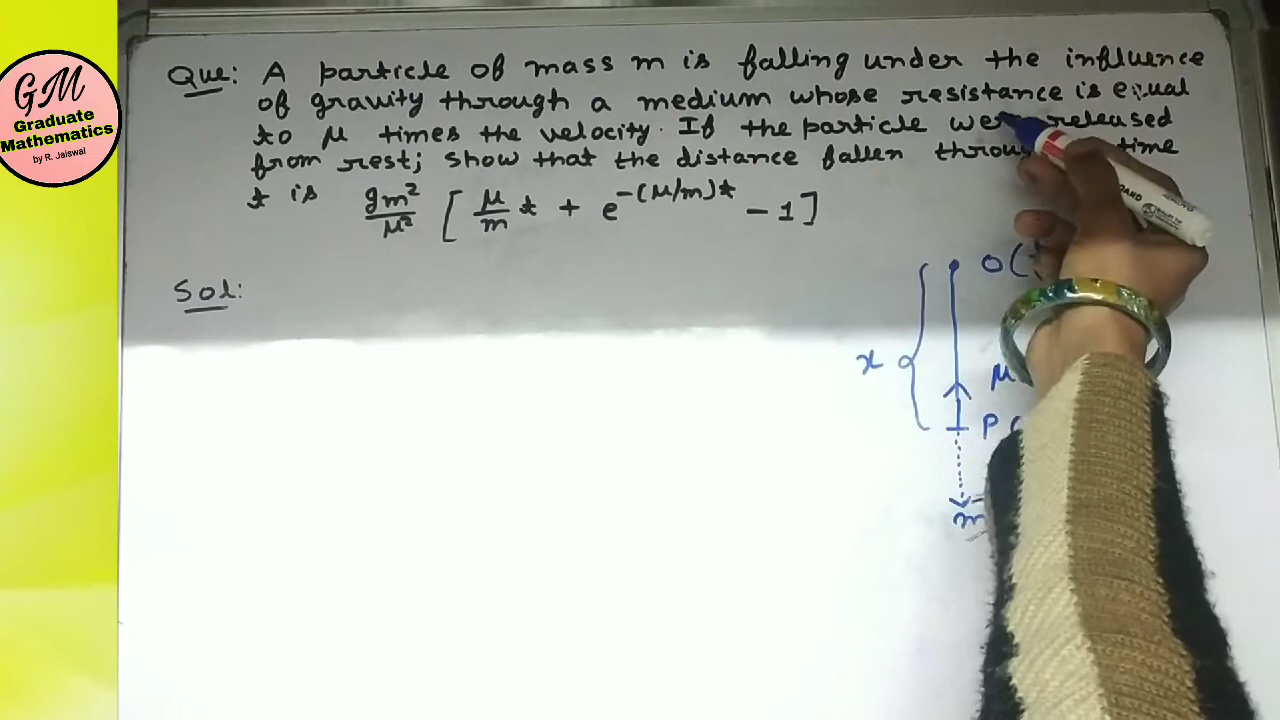 Que: A particle of mass m is falling under the influence
of gravity through a medium whose resistance is equal
to μ times the velocity. If the particle were released
from rest; show that the distance fallen through time
t is gm²/μ² [ μ/m t + e^-(μ/m)t - 1 ]
Sol:
O(
x
μ
P(
m
GM
Graduate
Mathematics
by R. Jaiswal